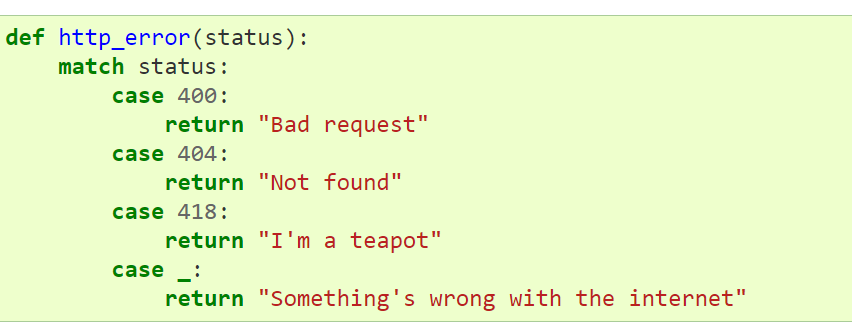 def http_error(status):
    match status:
        case 400:
            return "Bad request"
        case 404:
            return "Not found"
        case 418:
            return "I'm a teapot"
        case _:
            return "Something's wrong with the internet"